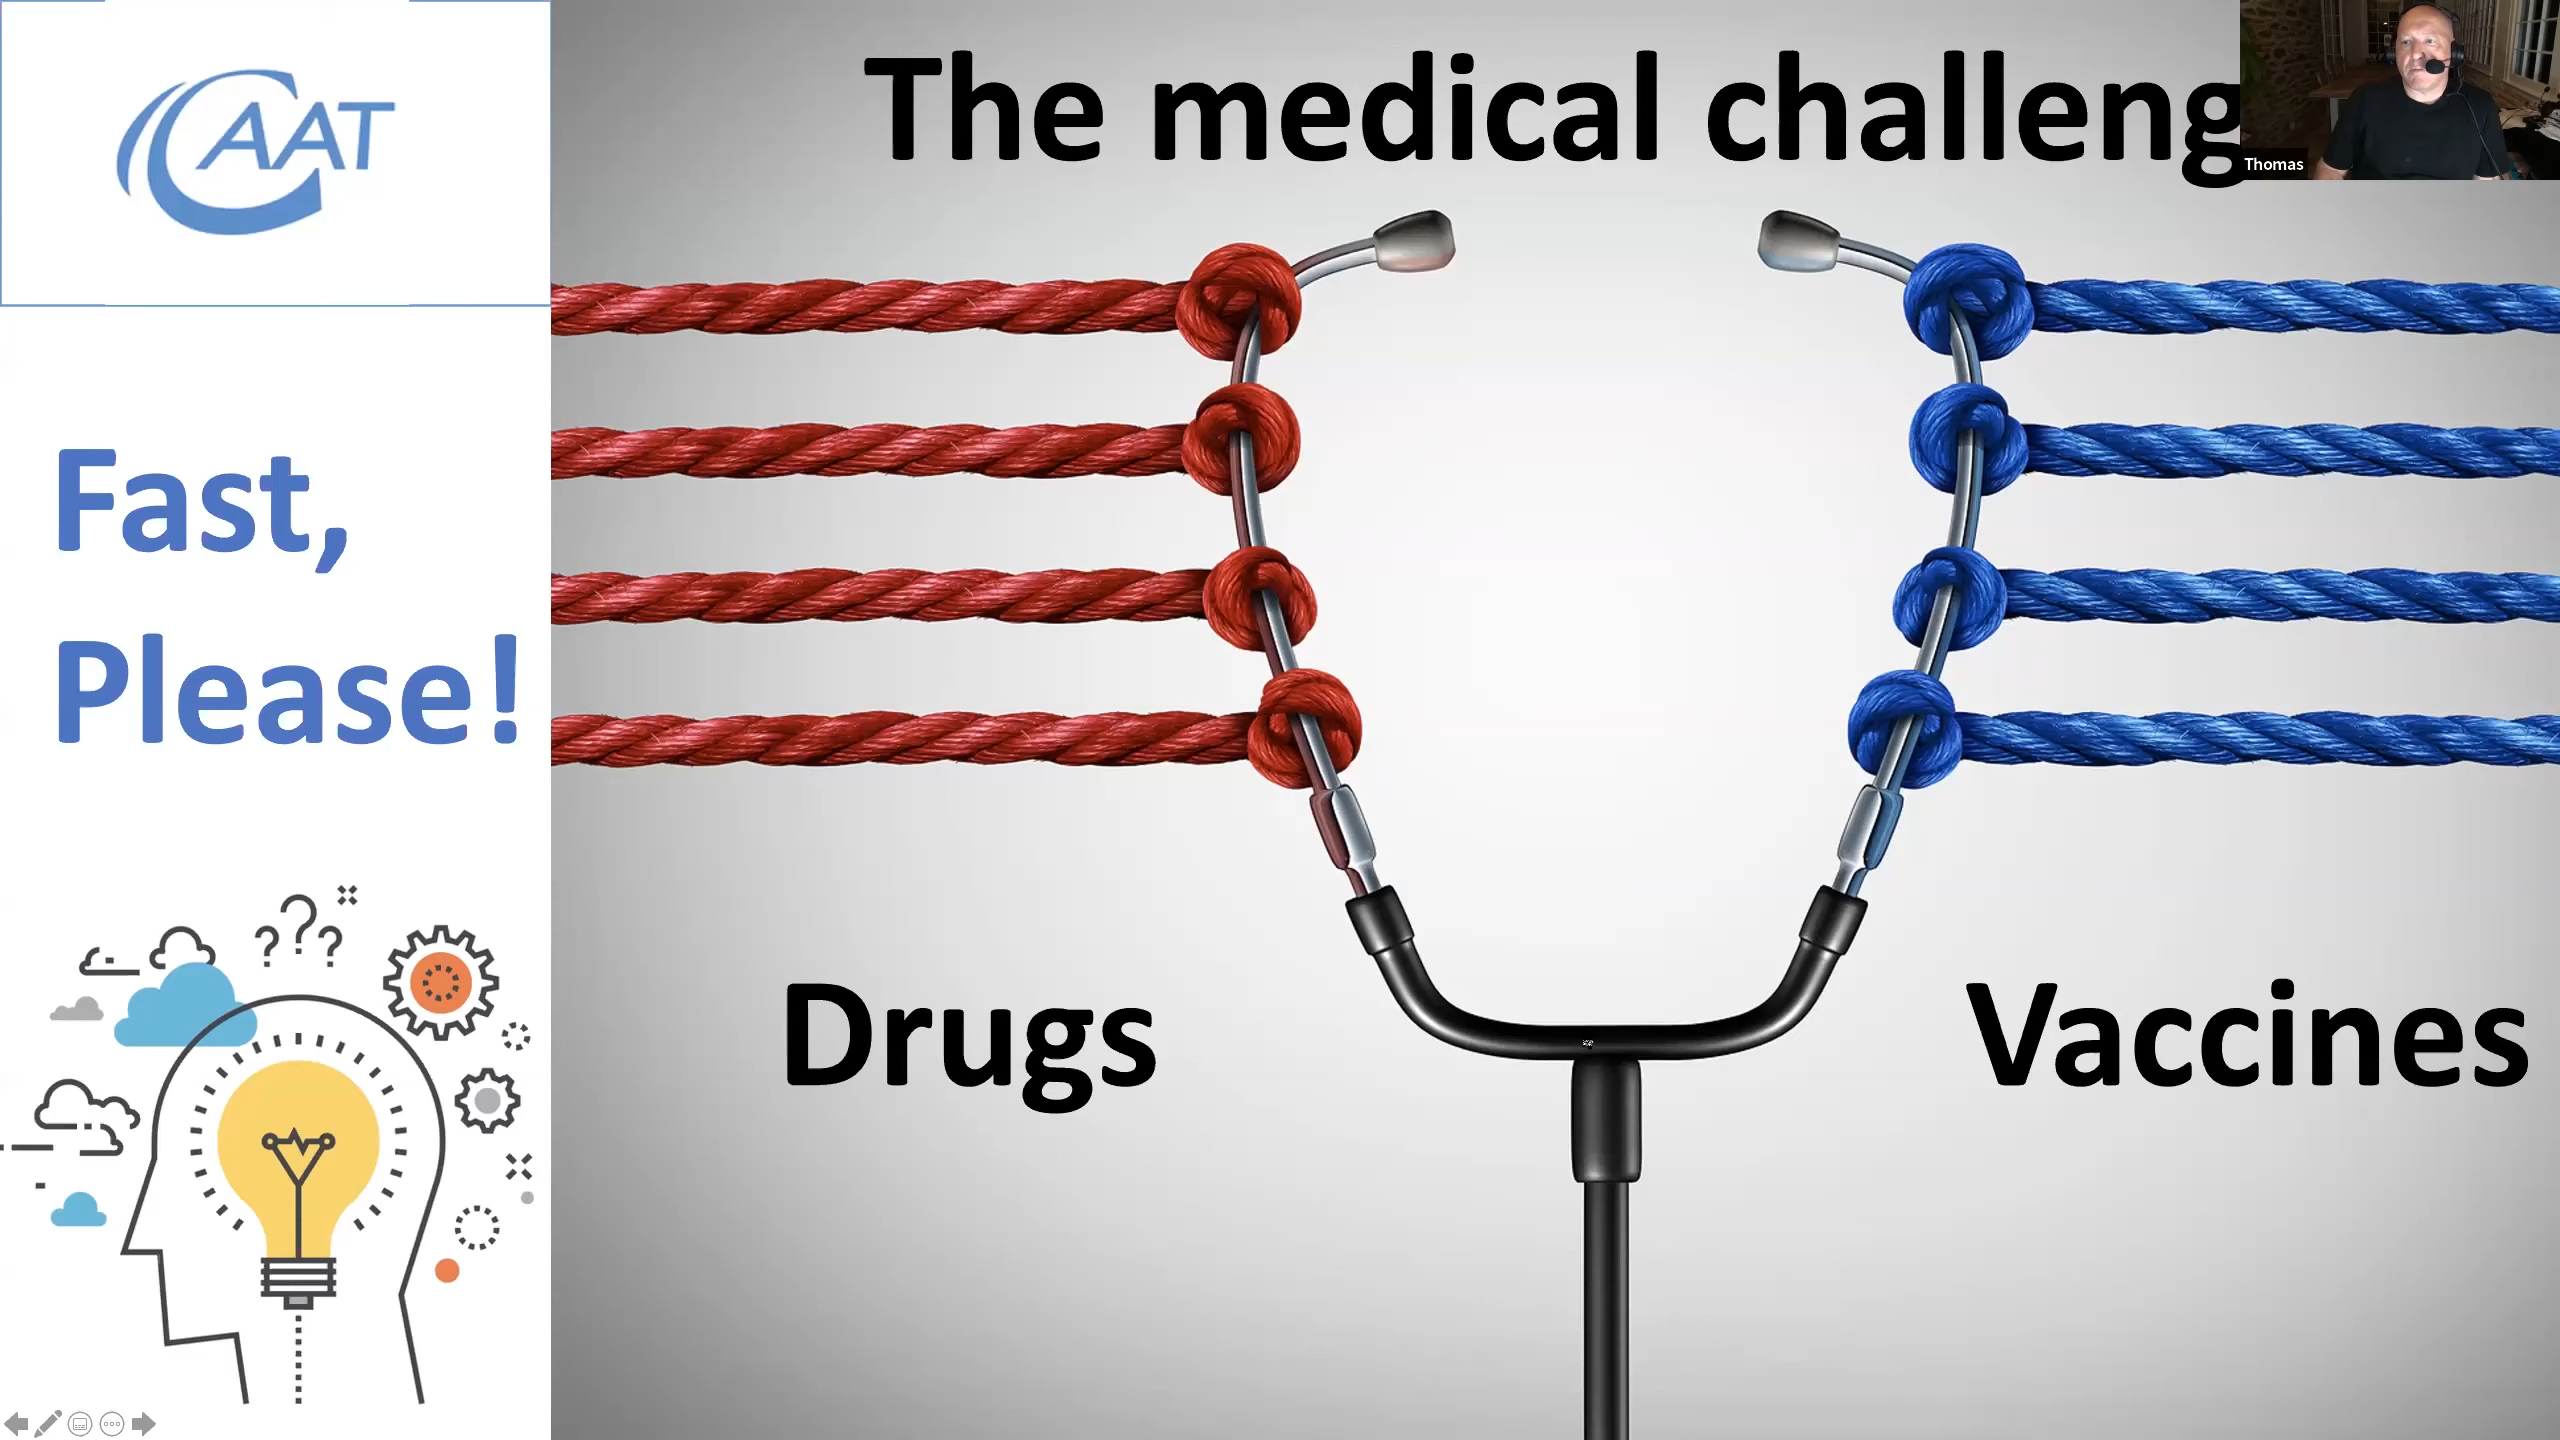 CAAT
The medical challeng
Thomas
Fast,
Please!
???
Drugs
Vaccines